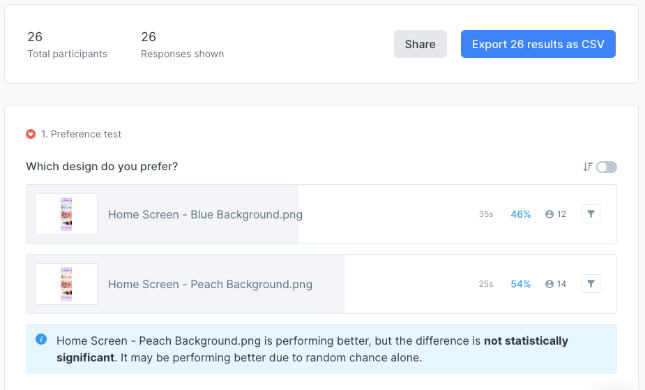 26
Total participants
26
Responses shown
Share
Export 26 results as CSV
1. Preference test
Which design do you prefer?
Home Screen - Blue Background.png
35s
46%
12
Home Screen - Peach Background.png
25s
54%
14
Home Screen - Peach Background.png is performing better, but the difference is not statistically
significant. It may be performing better due to random chance alone.